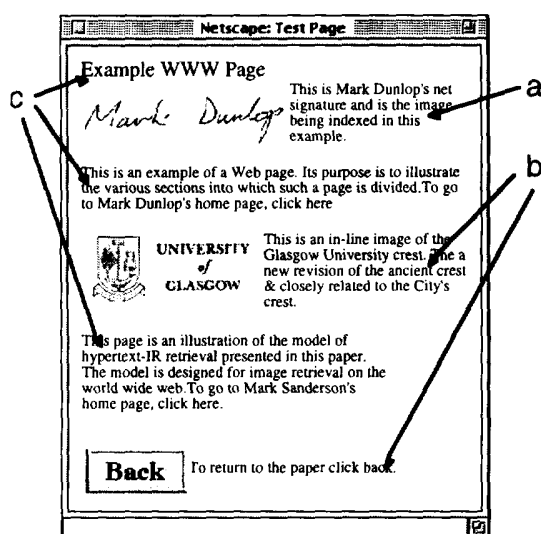 Netscape: Test Page
Example WWW Page
Mark Dunlop
This is Mark Dunlop's net
signature and is the image
being indexed in this
example.
a
c
This is an example of a Web page. Its purpose is to illustrate
the various sections into which such a page is divided.To go
to Mark Dunlop's home page, click here
b
UNIVERSITY
of
GLASGOW
This is an in-line image of the
Glasgow University crest. The a
new revision of the ancient crest
& closely related to the City's
crest.
This page is an illustration of the model of
hypertext-IR retrieval presented in this paper.
The model is designed for image retrieval on the
world wide web.To go to Mark Sanderson's
home page, click here.
Back
To return to the paper click back.